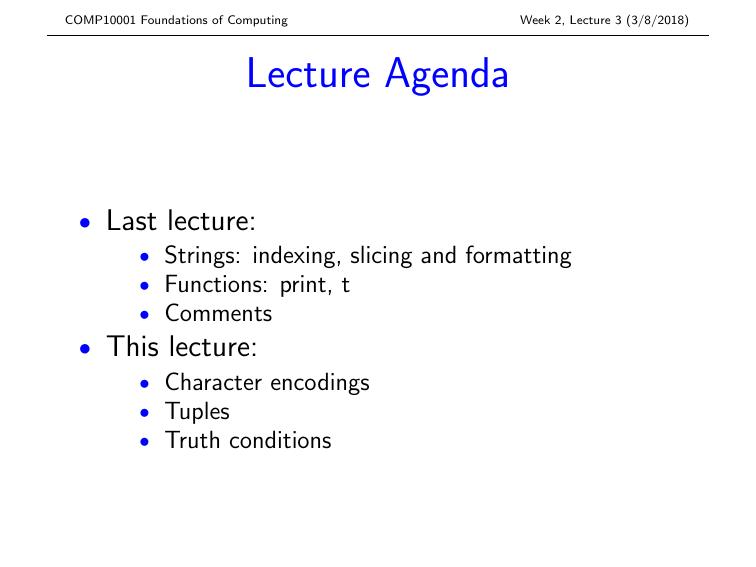 COMP10001 Foundations of Computing Week 2, Lecture 3 (3/8/2018)
Lecture Agenda
• Last lecture:
• Strings: indexing, slicing and formatting
• Functions: print, t
• Comments
• This lecture:
• Character encodings
• Tuples
• Truth conditions